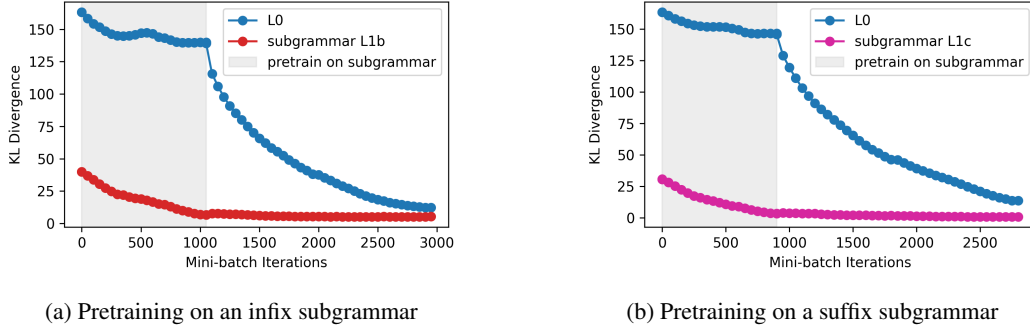 L0
subgrammar L1b
pretrain on subgrammar
KL Divergence
150
125
100
75
50
25
0
0 500 1000 1500 2000 2500 3000
Mini-batch Iterations
(a) Pretraining on an infix subgrammar
L0
subgrammar L1c
pretrain on subgrammar
KL Divergence
150
125
100
75
50
25
0
0 500 1000 1500 2000 2500
Mini-batch Iterations
(b) Pretraining on a suffix subgrammar